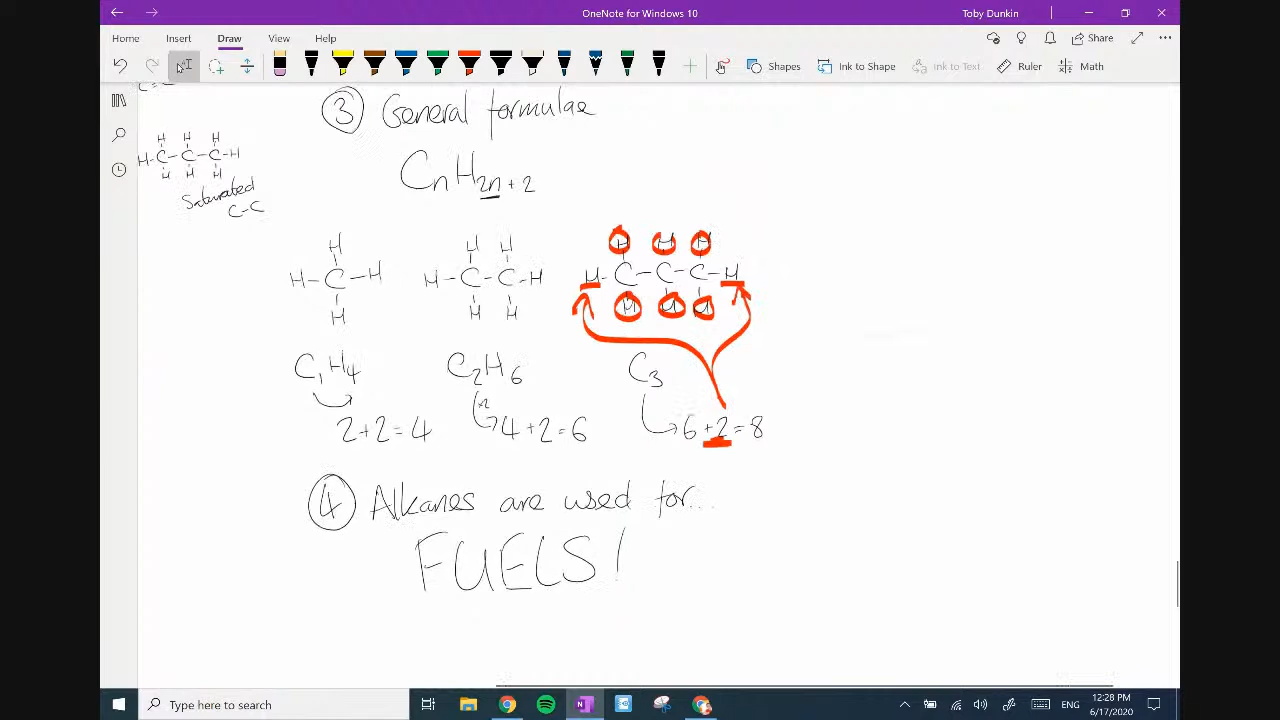 OneNote for Windows 10
Toby Dunkin
Home Insert Draw View Help
Share
Shapes
Ink to Shape
Ink to Text
Ruler
Math
③ General formulae
CnH2n+2
H H H
H-C-C-C-H
H H H
Saturated
C-C
H H H H H H
H-C-H H-C-C-H H-C-C-C-H
H H H H H H
C1H4 C2H6 C3
2+2=4 ×2 4+2=6 6+2=8
④ Alkanes are used for...
FUELS!
Type here to search
12:28 PM
6/17/2020